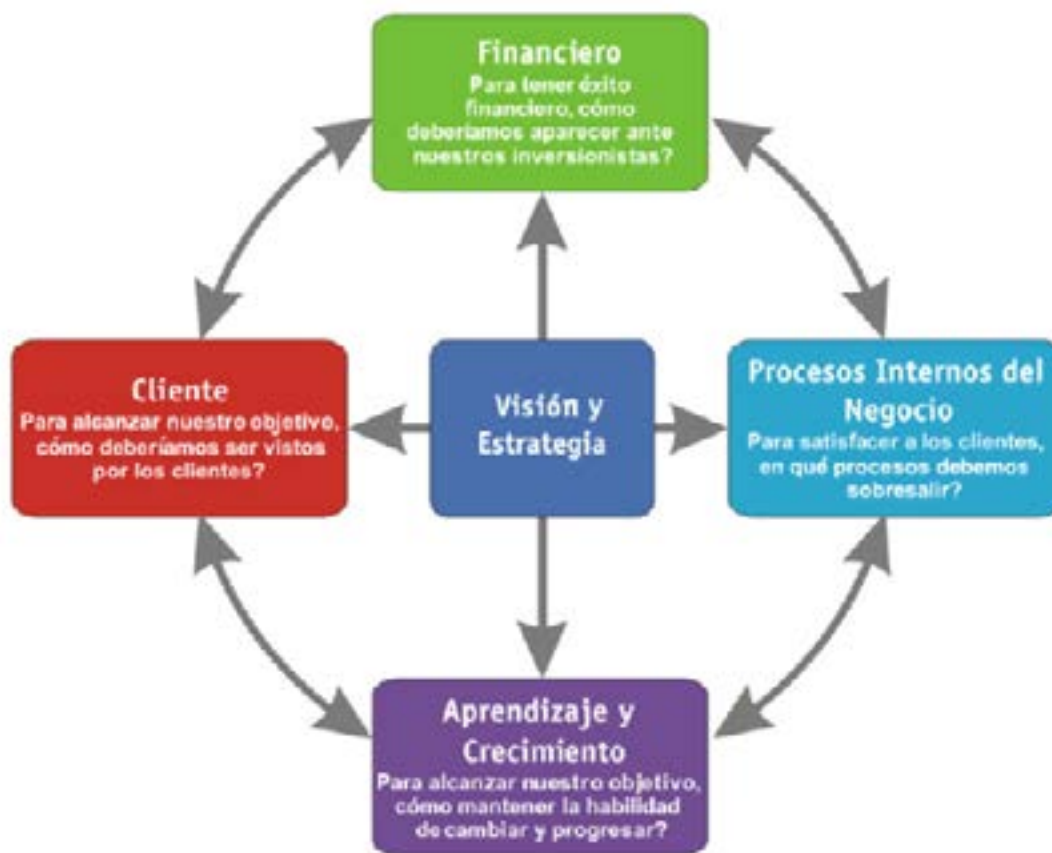 Financiero
Para tener éxito
financiero, cómo
deberíamos aparecer ante
nuestros inversionistas?
Cliente
Para alcanzar nuestro objetivo,
cómo deberíamos ser vistos
por los clientes?
Visión y
Estrategia
Procesos Internos del
Negocio
Para satisfacer a los clientes,
en qué procesos debemos
sobresalir?
Aprendizaje y
Crecimiento
Para alcanzar nuestro objetivo,
cómo mantener la habilidad
de cambiar y progresar?